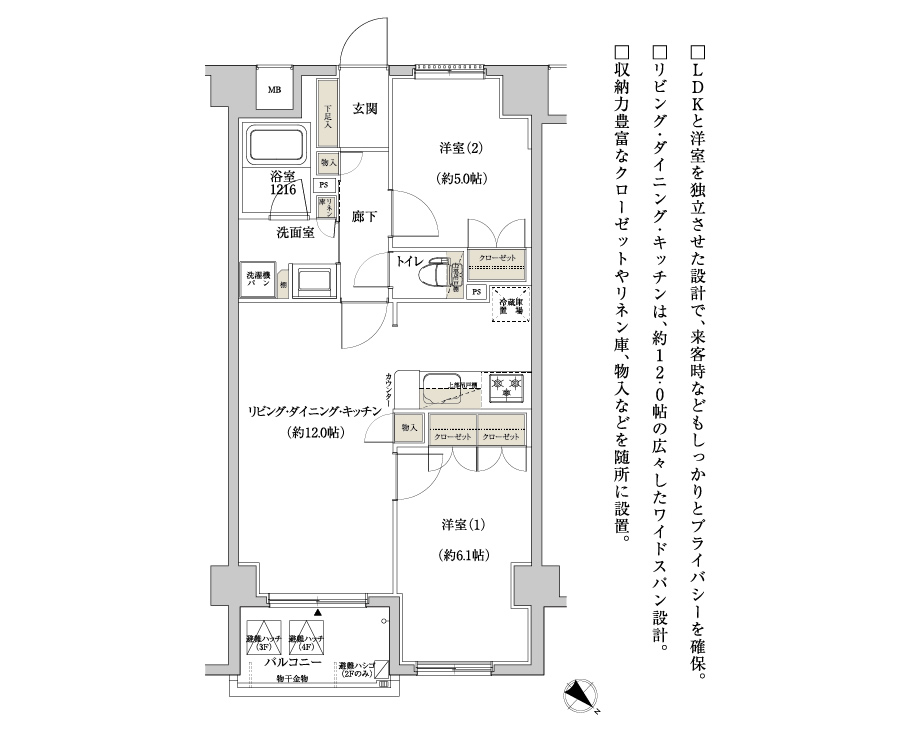 □LDKと洋室を独立させた設計で、来客時などもしっかりとプライバシーを確保。
□リビング・ダイニング・キッチンは、約12.0帖の広々したワイドスパン設計。
□収納力豊富なクローゼットやリネン庫、物入などを随所に設置。
MB
下足入
玄関
洋室(2)
(約5.0帖)
浴室
1216
物入
PS
リネン庫
廊下
洗面室
トイレ
クローゼット
洗濯機
パン
棚
PS
冷蔵庫
置場
カウンター
上部吊戸棚
リビング・ダイニング・キッチン
(約12.0帖)
物入
クローゼット
クローゼット
洋室(1)
(約6.1帖)
避難ハッチ
(3F)
避難ハッチ
(4F)
バルコニー
避難ハシゴ
(2Fのみ)
物干金物
N